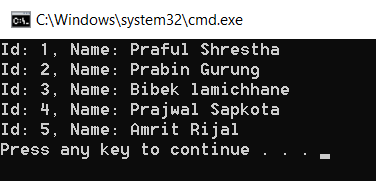 C:\Windows\system32\cmd.exe
Id: 1, Name: Praful Shrestha
Id: 2, Name: Prabin Gurung
Id: 3, Name: Bibek lamichhane
Id: 4, Name: Prajwal Sapkota
Id: 5, Name: Amrit Rijal
Press any key to continue . . .